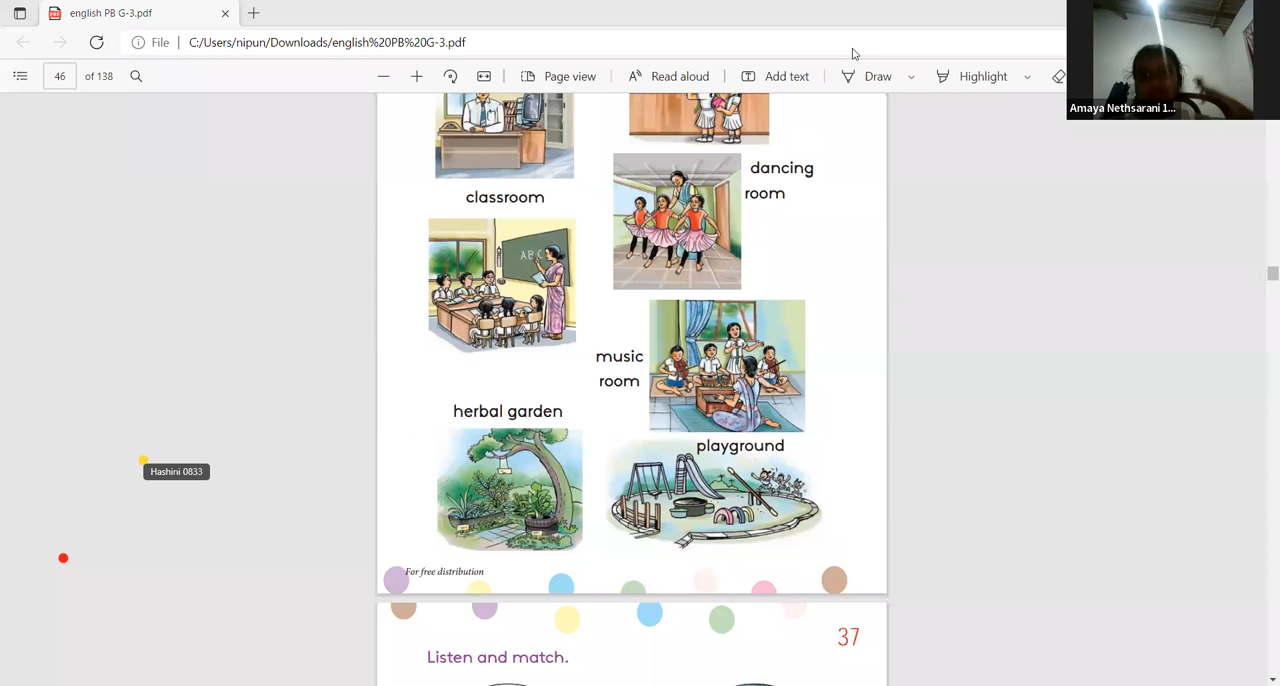 english PB G-3.pdf
File
C:/Users/nipun/Downloads/english%20PB%20G-3.pdf
46 of 138
Page view
Read aloud
Add text
Draw
Highlight
Amaya Nethsarani 1...
dancing
room
classroom
A B C
music
room
herbal garden
playground
Hashini 0833
For free distribution
37
Listen and match.